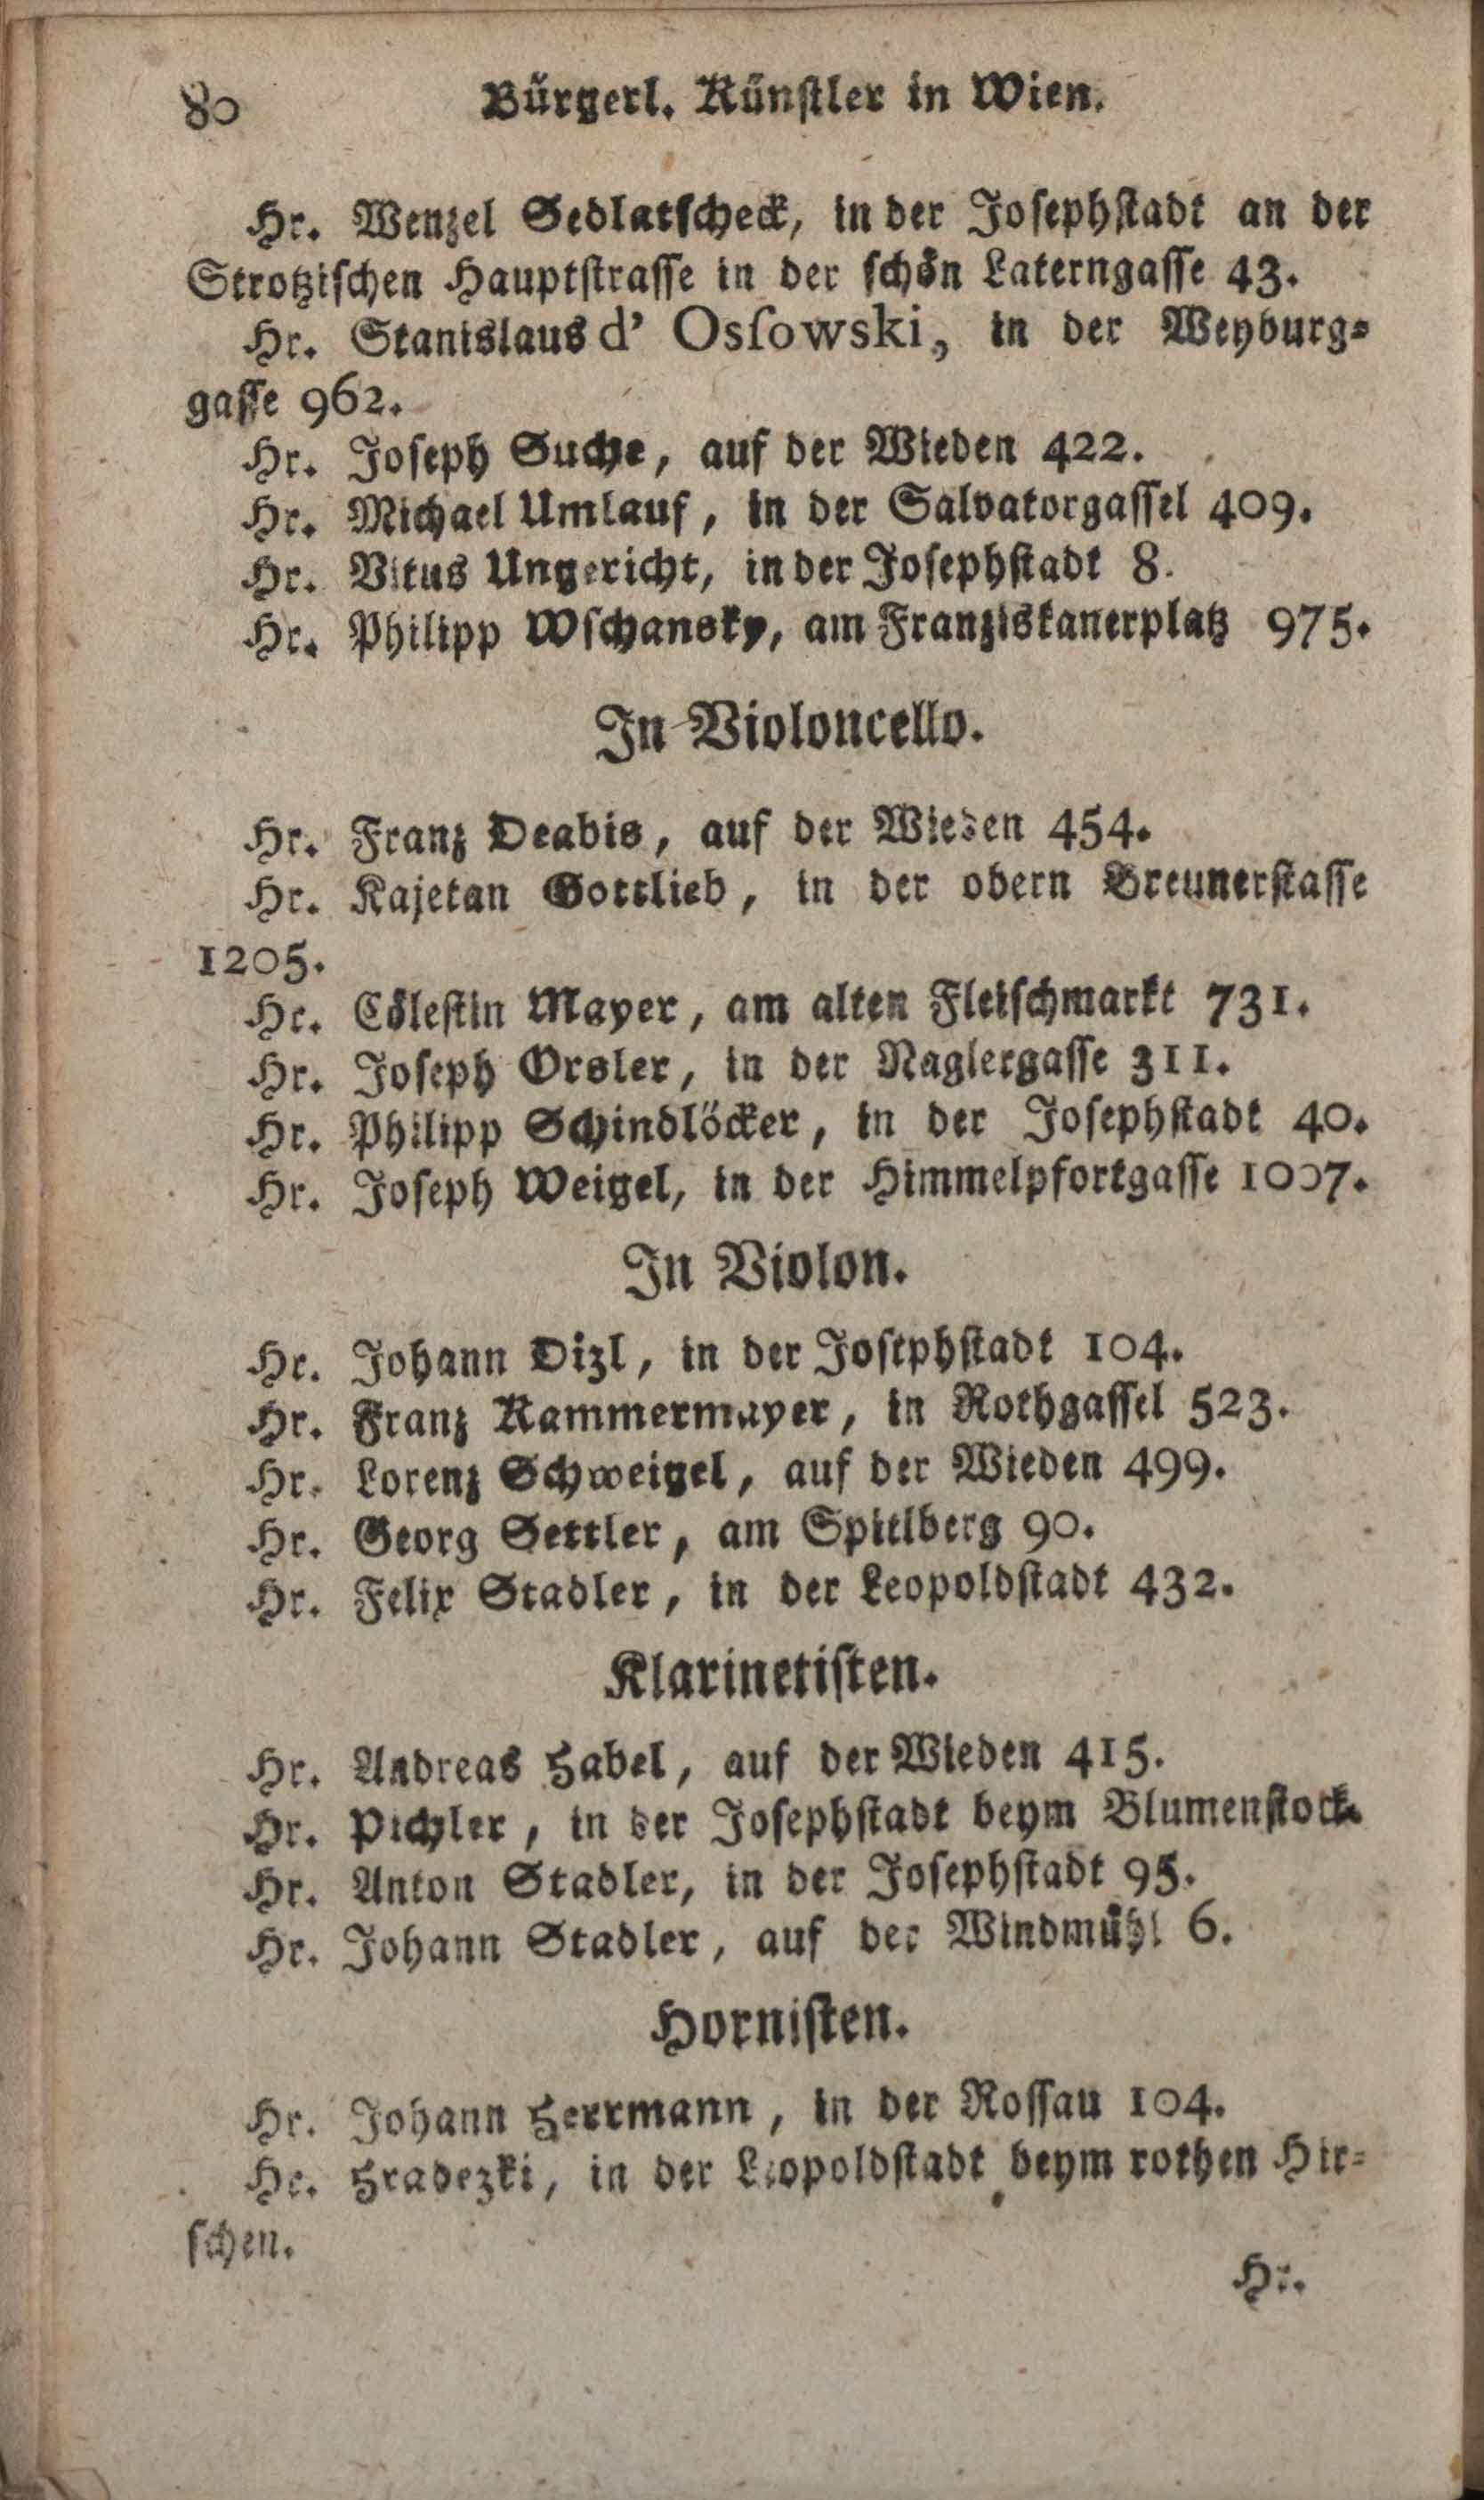 80 Bürgerl. Künstler in Wien.
Hr. Wenzel Sedlatscheck, in der Josephstadt an der
Strotzischen Hauptstrasse in der schön Laterngasse 43.
Hr. Stanislaus d' Osſowski, in der Weyburg-
gasse 962.
Hr. Joseph Suche, auf der Wieden 422.
Hr. Michael Umlauf, in der Salvatorgassel 409.
Hr. Vitus Ungericht, in der Josephstadt 8.
Hr. Philipp Wschansky, am Franziskanerplatz 975.
In Violoncello.
Hr. Franz Deabis, auf der Wieden 454.
Hr. Kajetan Gottlieb, in der obern Breunerstasse
1205.
Hr. Cölestin Mayer, am alten Fleischmarkt 731.
Hr. Joseph Orsler, in der Naglergasse 311.
Hr. Philipp Schindlöcker, in der Josephstadt 40.
Hr. Joseph Weigel, in der Himmelpfortgasse 1007.
In Violon.
Hr. Johann Dizl, in der Josephstadt 104.
Hr. Franz Kammermayer, in Rothgassel 523.
Hr. Lorenz Schweigel, auf der Wieden 499.
Hr. Georg Settler, am Spitlberg 90.
Hr. Felix Stadler, in der Leopoldstadt 432.
Klarinetisten.
Hr. Andreas Habel, auf der Wieden 415.
Hr. Pichler, in der Josephstadt beym Blumenstock.
Hr. Anton Stadler, in der Josephstadt 95.
Hr. Johann Stadler, auf der Windmühl 6.
Hornisten.
Hr. Johann Herrmann, in der Rossau 104.
Hr. Hradezki, in der Leopoldstadt beym rothen Hir-
schen.
Hr.